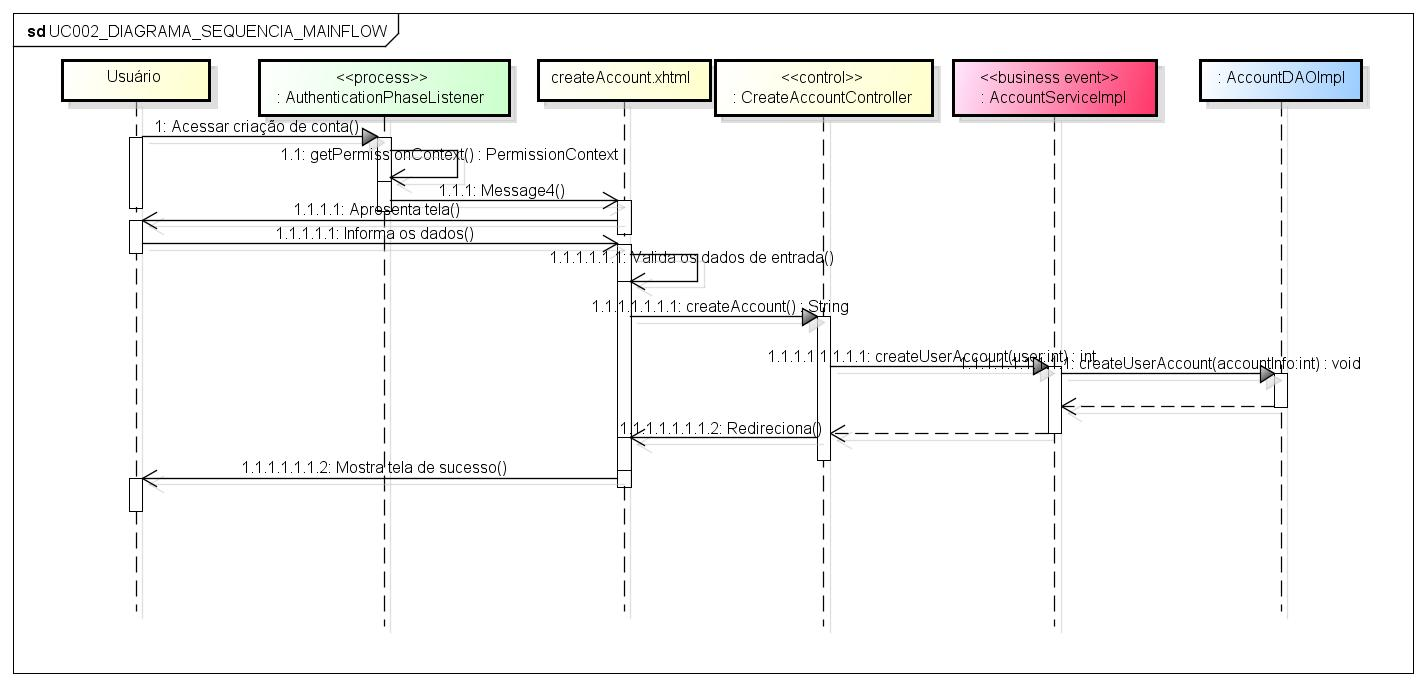 sd UC002_DIAGRAMA_SEQUENCIA_MAINFLOW
Usuário
<<process>>
: AuthenticationPhaseListener
createAccount.xhtml
<<control>>
: CreateAccountController
<<business event>>
: AccountServiceImpl
: AccountDAOImpl
1: Acessar criação de conta()
1.1: getPermissionContext() : PermissionContext
1.1.1: Message4()
1.1.1.1: Apresenta tela()
1.1.1.1.1: Informa os dados()
1.1.1.1.1.1: Valida os dados de entrada()
1.1.1.1.1.1.1: createAccount() : String
1.1.1.1.1.1.1.1: createUserAccount(user:int) : int
createUserAccount(accountInfo:int) : void
1.1.1.1.1.1.1.2: Redireciona()
1.1.1.1.1.1.2: Mostra tela de sucesso()